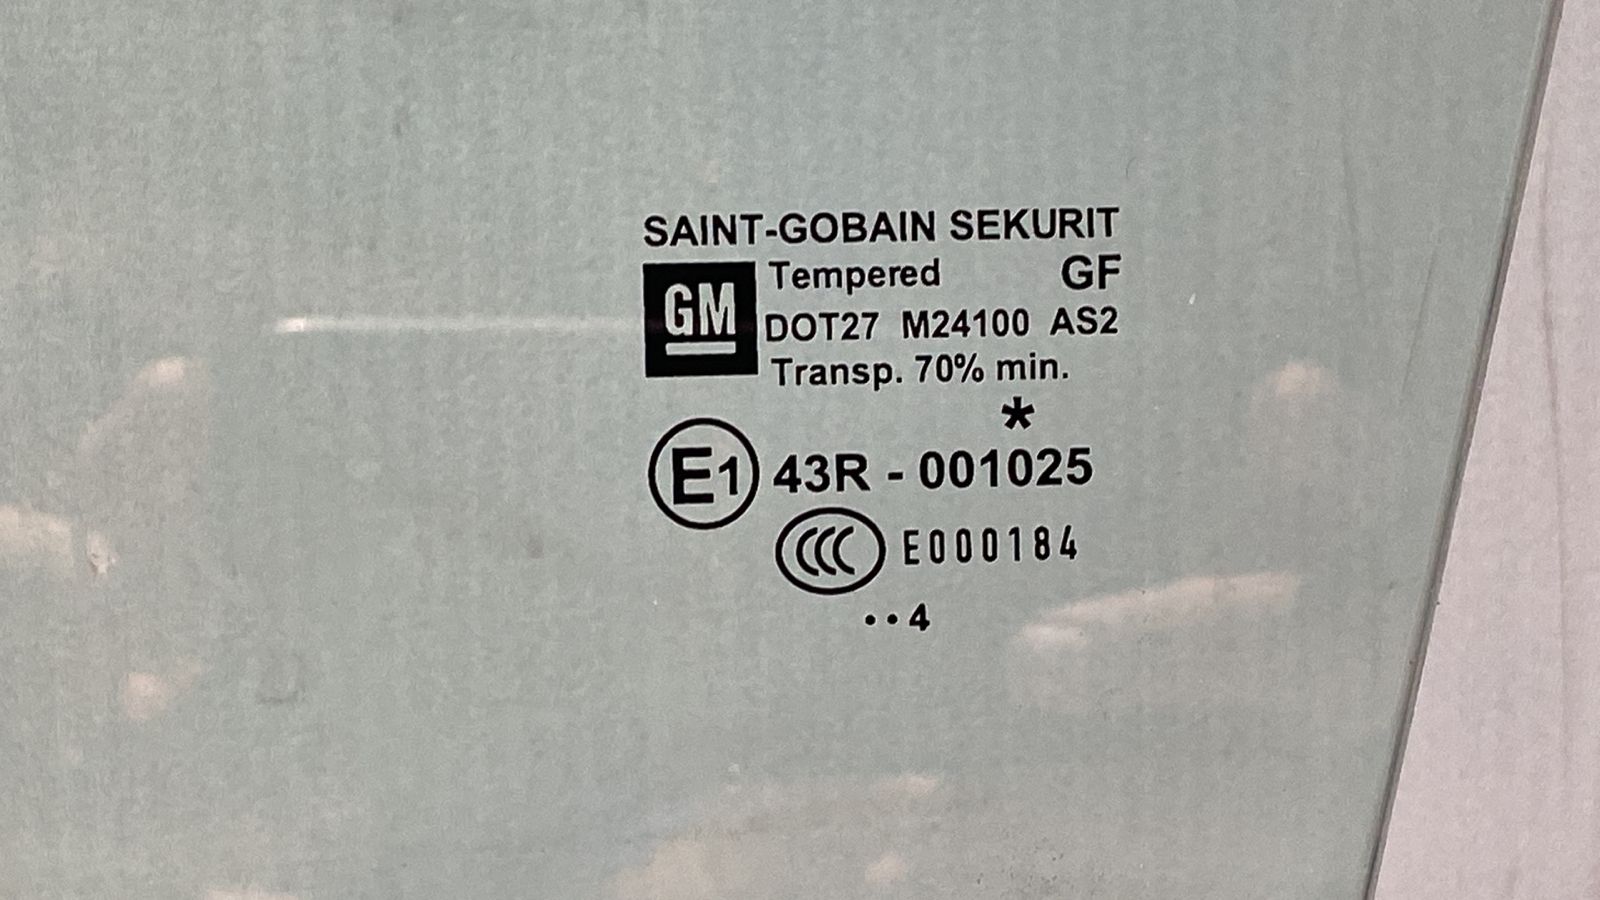 SAINT-GOBAIN SEKURIT
GM Tempered GF
DOT27 M24100 AS2
Transp. 70% min.
*
E1 43R - 001025
CCC E000184
••4